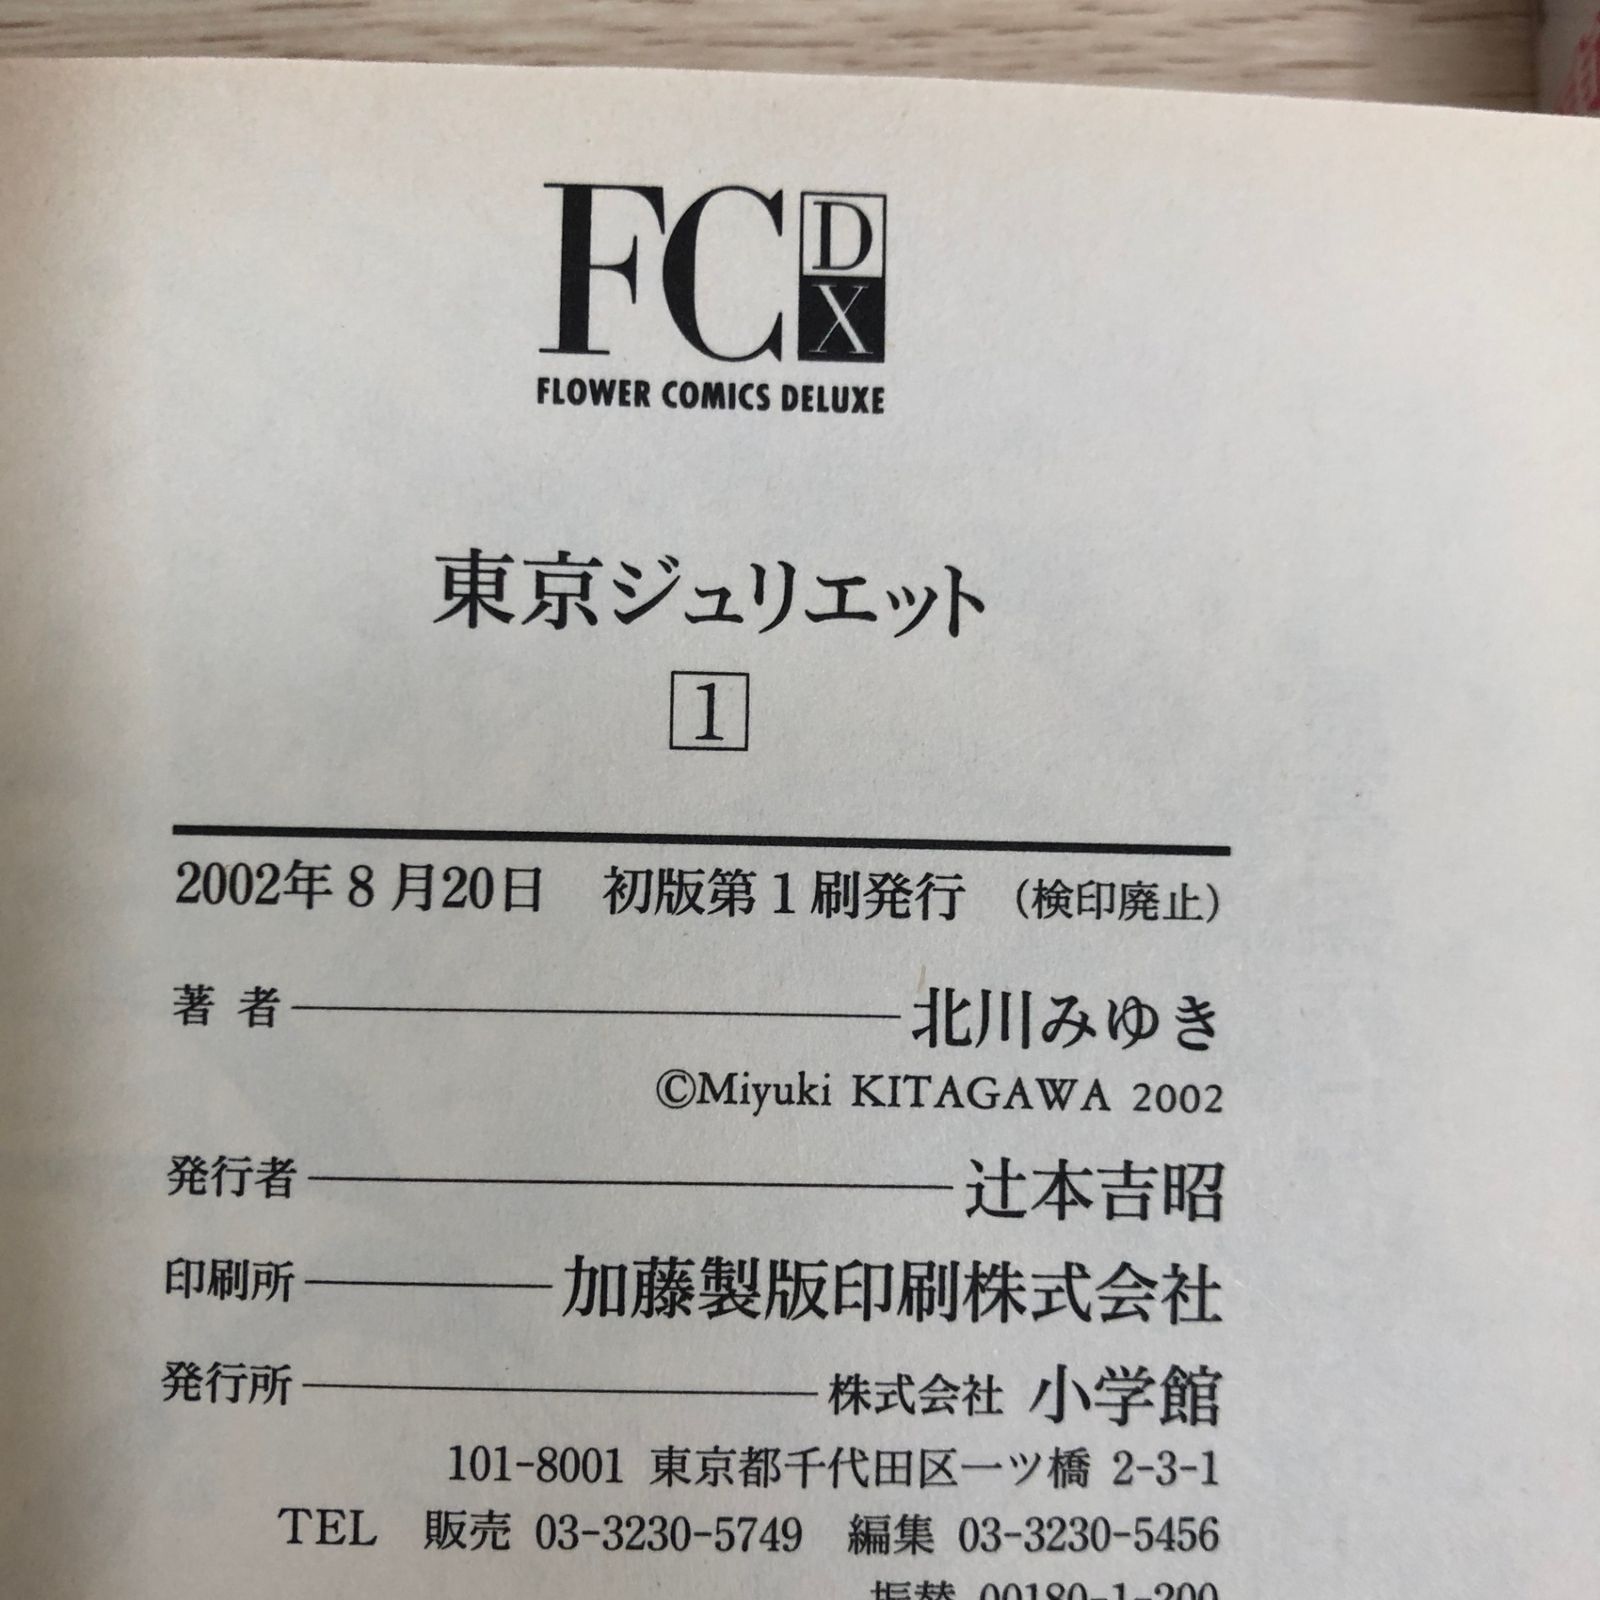 FC DX
FLOWER COMICS DELUXE
東京ジュリエット
1
2002年8月20日 初版第1刷発行 (検印廃止)
著者 北川みゆき
©Miyuki KITAGAWA 2002
発行者 辻本吉昭
印刷所 加藤製版印刷株式会社
発行所 株式会社 小学館
101-8001 東京都千代田区一ツ橋 2-3-1
TEL 販売 03-3230-5749 編集 03-3230-5456
振替 00180-1-200